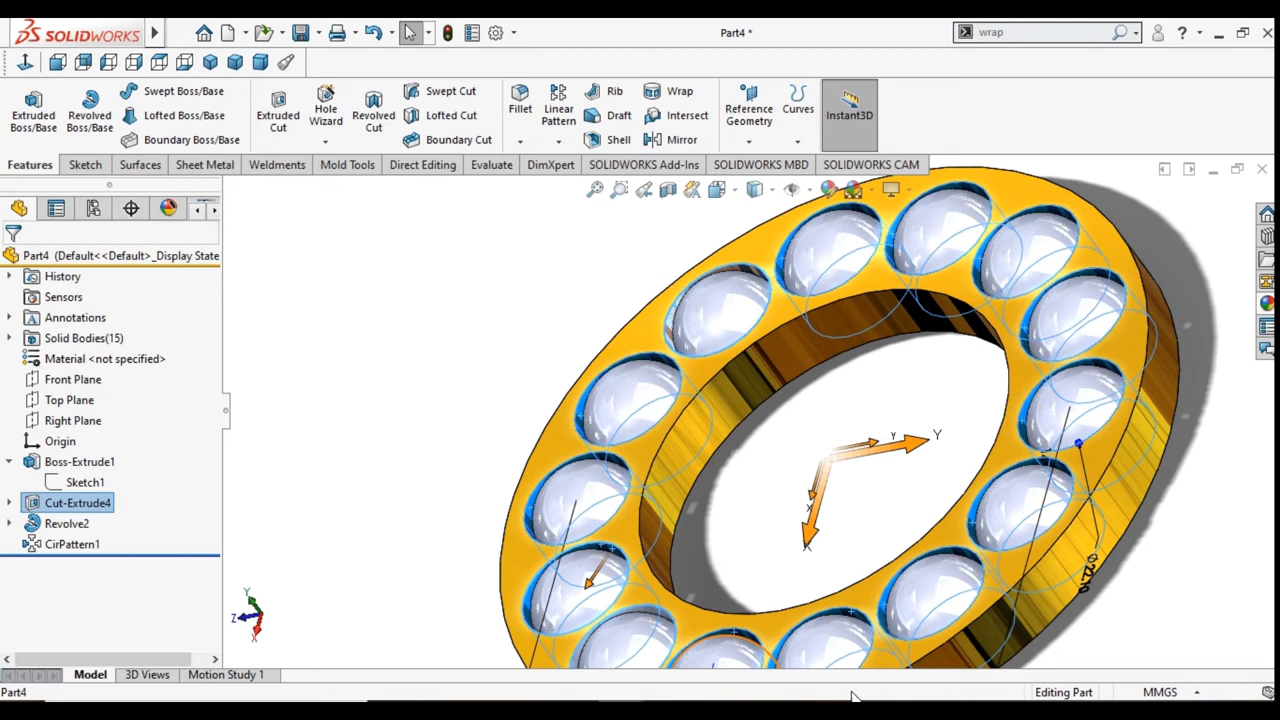 SOLIDWORKS
Part4 *
wrap
Extruded Boss/Base
Revolved Boss/Base
Swept Boss/Base
Lofted Boss/Base
Boundary Boss/Base
Extruded Cut
Hole Wizard
Revolved Cut
Swept Cut
Lofted Cut
Boundary Cut
Fillet
Linear Pattern
Rib
Draft
Shell
Wrap
Intersect
Mirror
Reference Geometry
Curves
Instant3D
Features Sketch Surfaces Sheet Metal Weldments Mold Tools Direct Editing Evaluate DimXpert SOLIDWORKS Add-Ins SOLIDWORKS MBD SOLIDWORKS CAM
Part4 (Default<<Default>_Display State
History
Sensors
Annotations
Solid Bodies(15)
Material <not specified>
Front Plane
Top Plane
Right Plane
Origin
Boss-Extrude1
Sketch1
Cut-Extrude4
Revolve2
CirPattern1
Y
Y
X
X
Y
Z
X
Model 3D Views Motion Study 1
Part4
Editing Part
MMGS